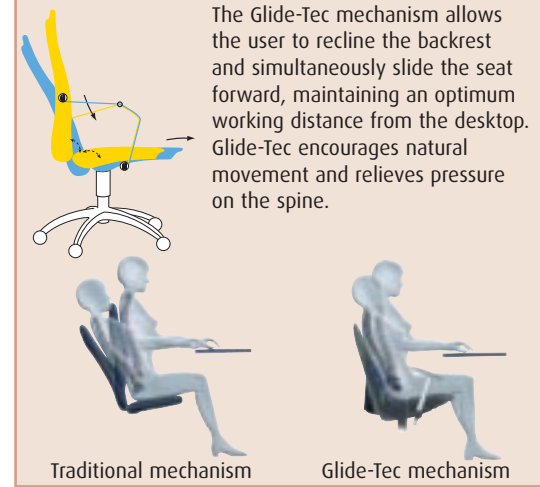 The Glide-Tec mechanism allows
the user to recline the backrest
and simultaneously slide the seat
forward, maintaining an optimum
working distance from the desktop.
Glide-Tec encourages natural
movement and relieves pressure
on the spine.
Traditional mechanism
Glide-Tec mechanism